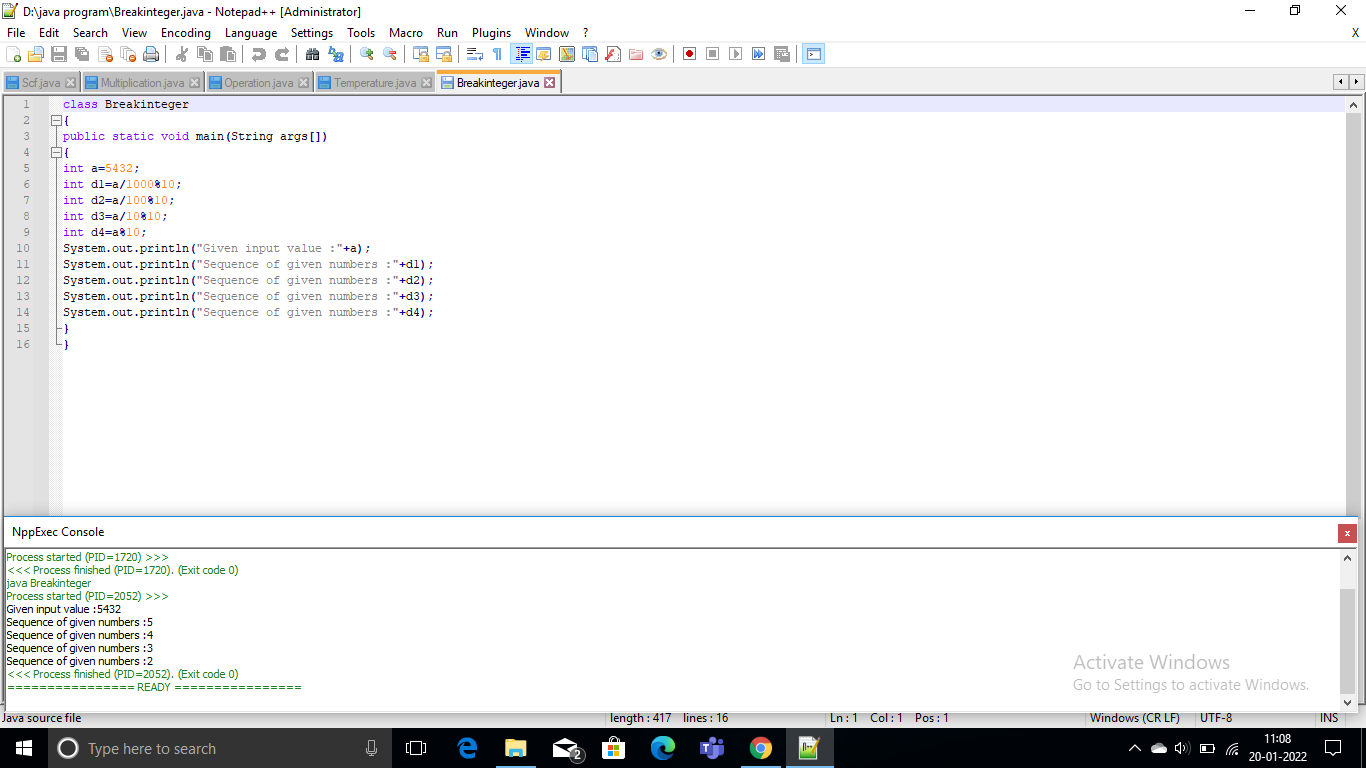 D:\java program\Breakinteger.java - Notepad++ [Administrator]
File Edit Search View Encoding Language Settings Tools Macro Run Plugins Window ? X
Scf.java Multiplication.java Operation.java Temperature.java Breakinteger.java
1 class Breakinteger
2 {
3 public static void main(String args[])
4 {
5 int a=5432;
6 int d1=a/1000%10;
7 int d2=a/100%10;
8 int d3=a/10%10;
9 int d4=a%10;
10 System.out.println("Given input value :"+a);
11 System.out.println("Sequence of given numbers :"+d1);
12 System.out.println("Sequence of given numbers :"+d2);
13 System.out.println("Sequence of given numbers :"+d3);
14 System.out.println("Sequence of given numbers :"+d4);
15 }
16 }
NppExec Console
Process started (PID=1720) >>>
<<< Process finished (PID=1720). (Exit code 0)
java Breakinteger
Process started (PID=2052) >>>
Given input value :5432
Sequence of given numbers :5
Sequence of given numbers :4
Sequence of given numbers :3
Sequence of given numbers :2
<<< Process finished (PID=2052). (Exit code 0)
================ READY ================
Activate Windows
Go to Settings to activate Windows.
Java source file length : 417 lines : 16 Ln : 1 Col : 1 Pos : 1 Windows (CR LF) UTF-8 INS
Type here to search 2 11:08
20-01-2022